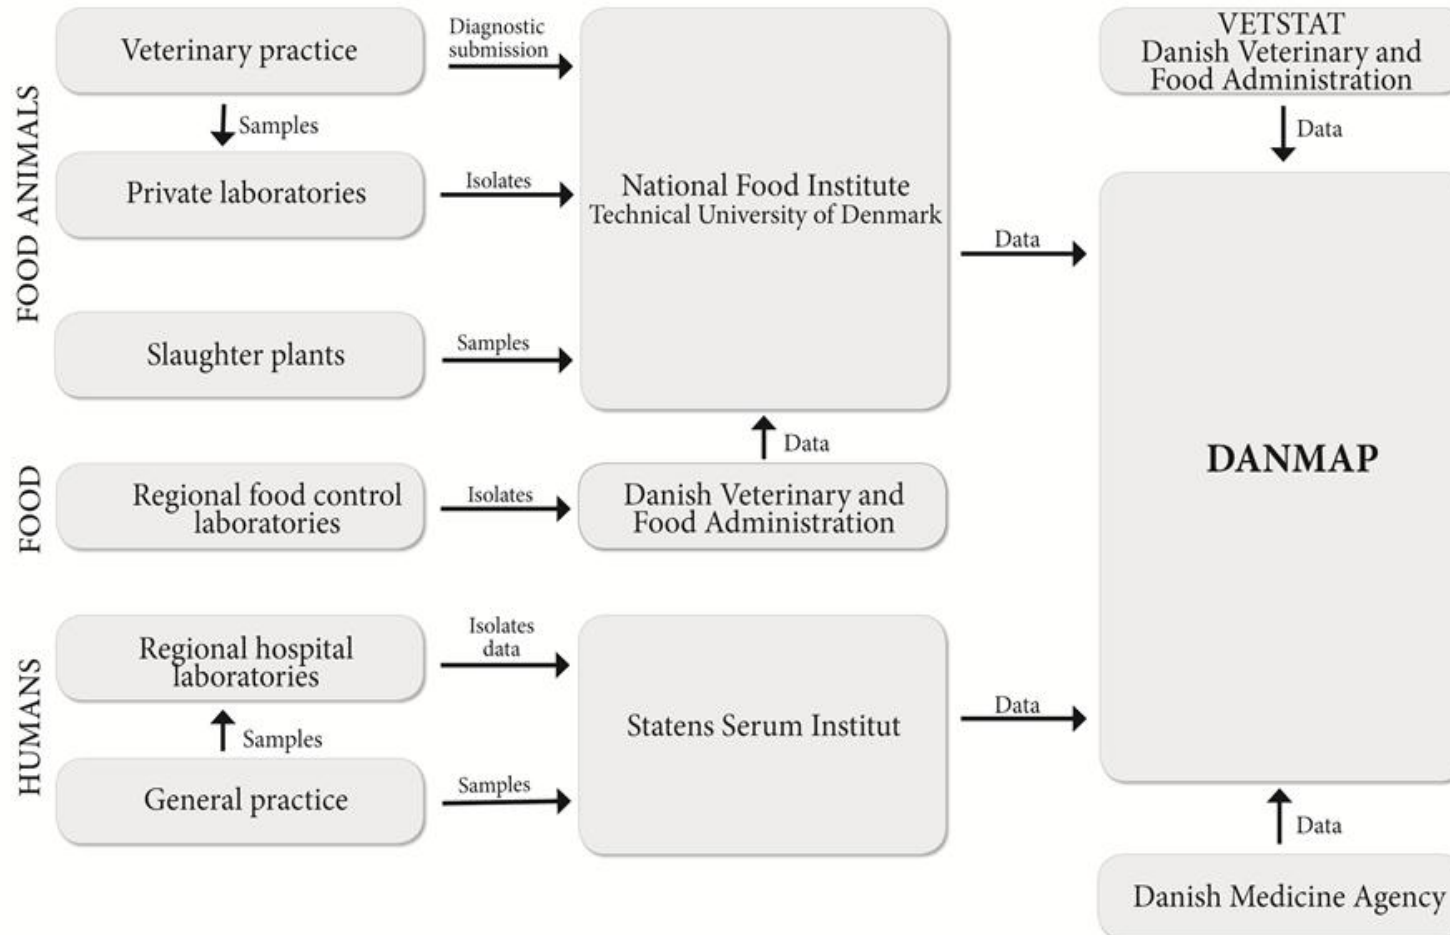 FOOD ANIMALS
Veterinary practice
Diagnostic
submission
Samples
Private laboratories
Isolates
Slaughter plants
Samples
National Food Institute
Technical University of Denmark
Data
VETSTAT
Danish Veterinary and
Food Administration
Data
DANMAP
FOOD
Regional food control
laboratories
Isolates
Danish Veterinary and
Food Administration
Data
HUMANS
Regional hospital
laboratories
Isolates
data
Samples
General practice
Samples
Statens Serum Institut
Data
Data
Danish Medicine Agency